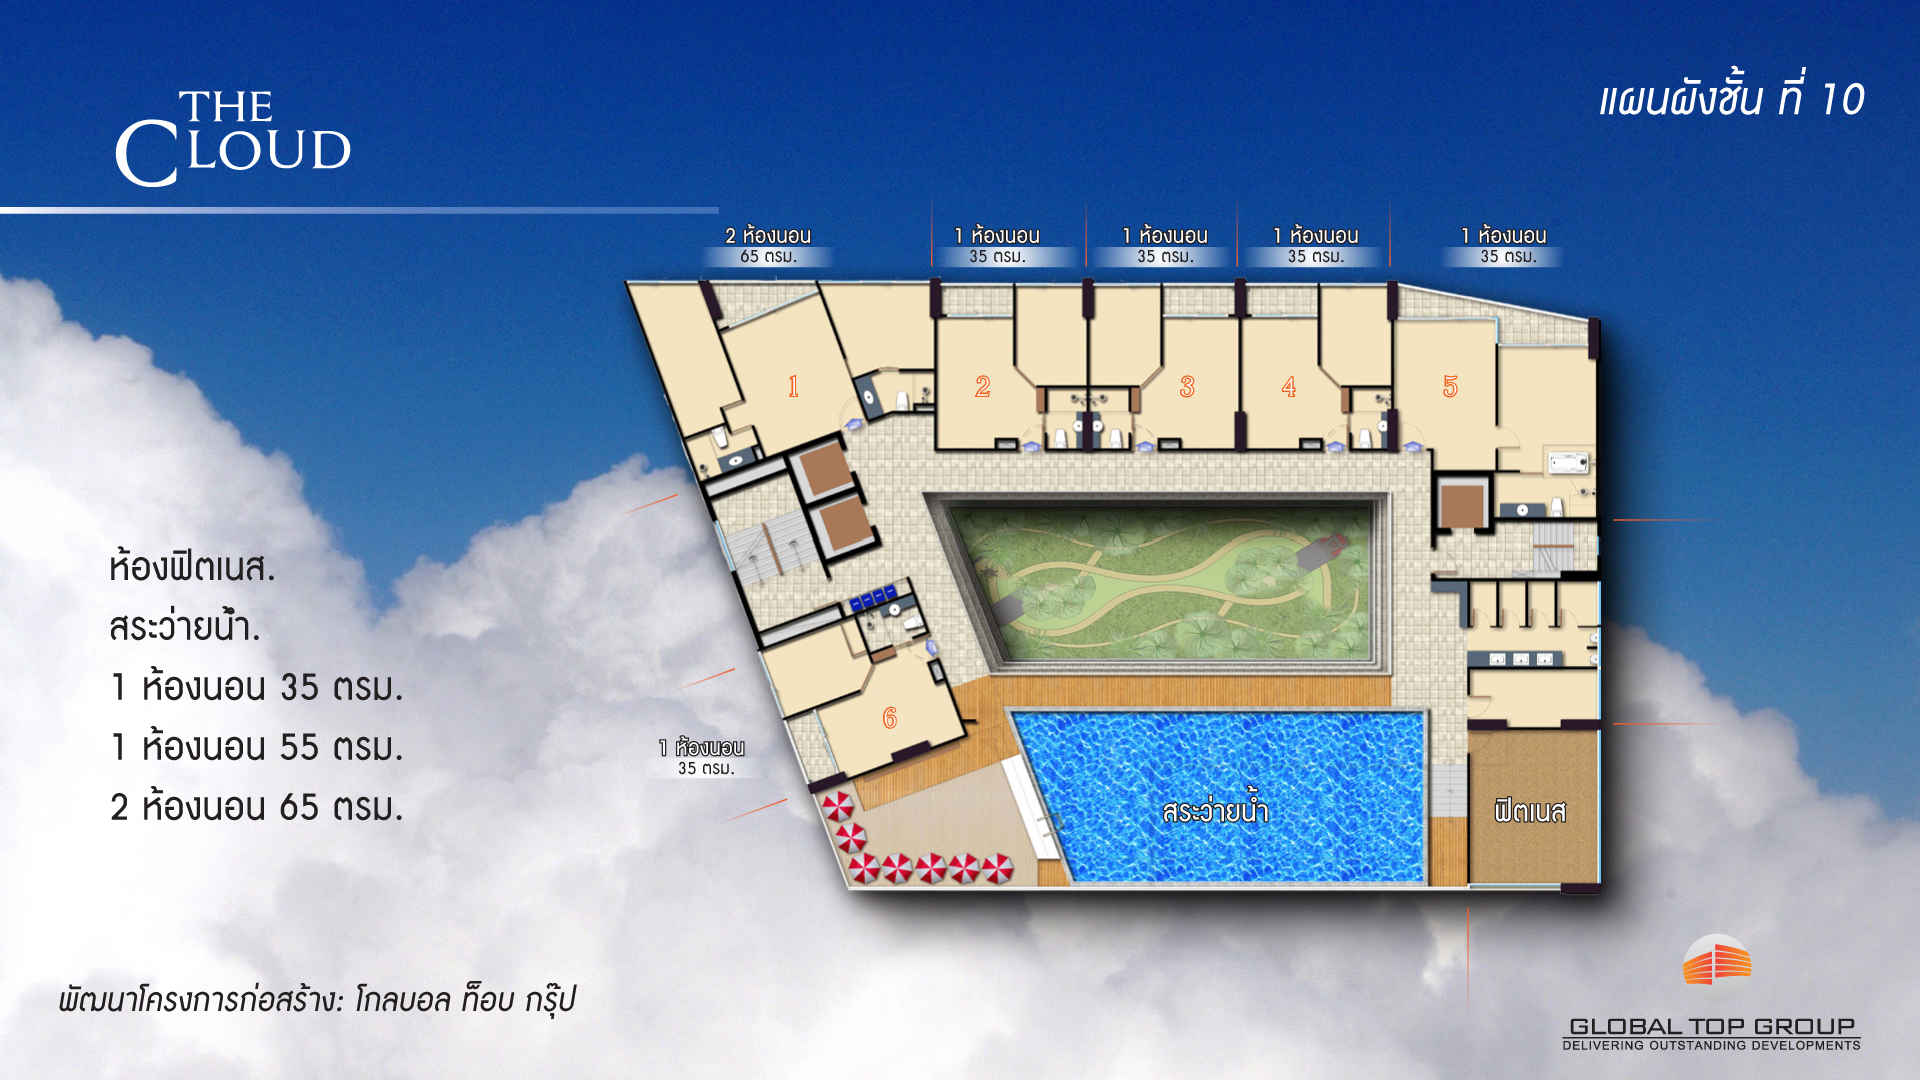 THE
CLOUD
แผนผังชั้น ที่ 10
2 ห้องนอน
65 ตรม.
1 ห้องนอน
35 ตรม.
1 ห้องนอน
35 ตรม.
1 ห้องนอน
35 ตรม.
1 ห้องนอน
35 ตรม.
1
2
3
4
5
6
1 ห้องนอน
35 ตรม.
สระว่ายน้ำ
ฟิตเนส
ห้องฟิตเนส.
สระว่ายน้ำ.
1 ห้องนอน 35 ตรม.
1 ห้องนอน 55 ตรม.
2 ห้องนอน 65 ตรม.
พัฒนาโครงการก่อสร้าง: โกลบอล ท็อบ กรุ๊ป
GLOBAL TOP GROUP
DELIVERING OUTSTANDING DEVELOPMENTS